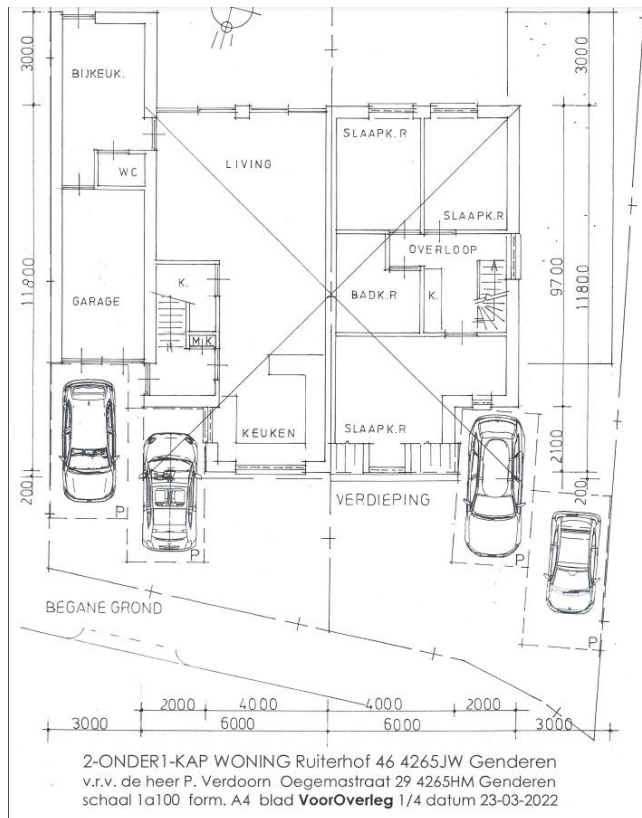 3000
3000
BIJKEUK.
WC
LIVING
SLAAPK.R
SLAAPK.R
OVERLOOP
11800
GARAGE
K.
MK
BADK.R
K.
9700
11800
KEUKEN
SLAAPK.R
2100
200
200
VERDIEPING
P
P
P
P
BEGANE GROND
2000
4000
4000
2000
3000
6000
6000
3000
2-ONDER1-KAP WONING Ruiterhof 46 4265JW Genderen
v.r.v. de heer P. Verdoorn Oegemastraat 29 4265HM Genderen
schaal 1a100 form. A4 blad VoorOverleg 1/4 datum 23-03-2022